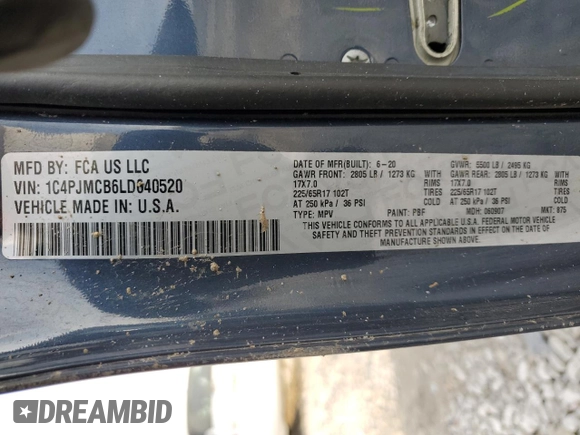 MFD BY: FCA US LLC
VIN: 1C4PJMCB6LD640520
VEHICLE MADE IN: U.S.A.
DATE OF MFR(BUILT): 6-20 GVWR: 5500 LB / 2495 KG
GAWR FRONT: 2805 LB / 1273 KG WITH GAWR REAR: 2805 LB / 1273 KG WITH
17X7.0 RIMS 17X7.0 RIMS
225/65R17 102T TIRES 225/65R17 102T TIRES
AT 250 kPa / 36 PSI COLD AT 250 kPa / 36 PSI COLD
TYPE: MPV PAINT: PBF MDH: 060907 MKT: 875
THIS VEHICLE CONFORMS TO ALL APPLICABLE U.S.A. FEDERAL MOTOR VEHICLE
SAFETY AND THEFT PREVENTION STANDARDS IN EFFECT ON THE DATE OF
MANUFACTURE SHOWN ABOVE.
DREAMBID